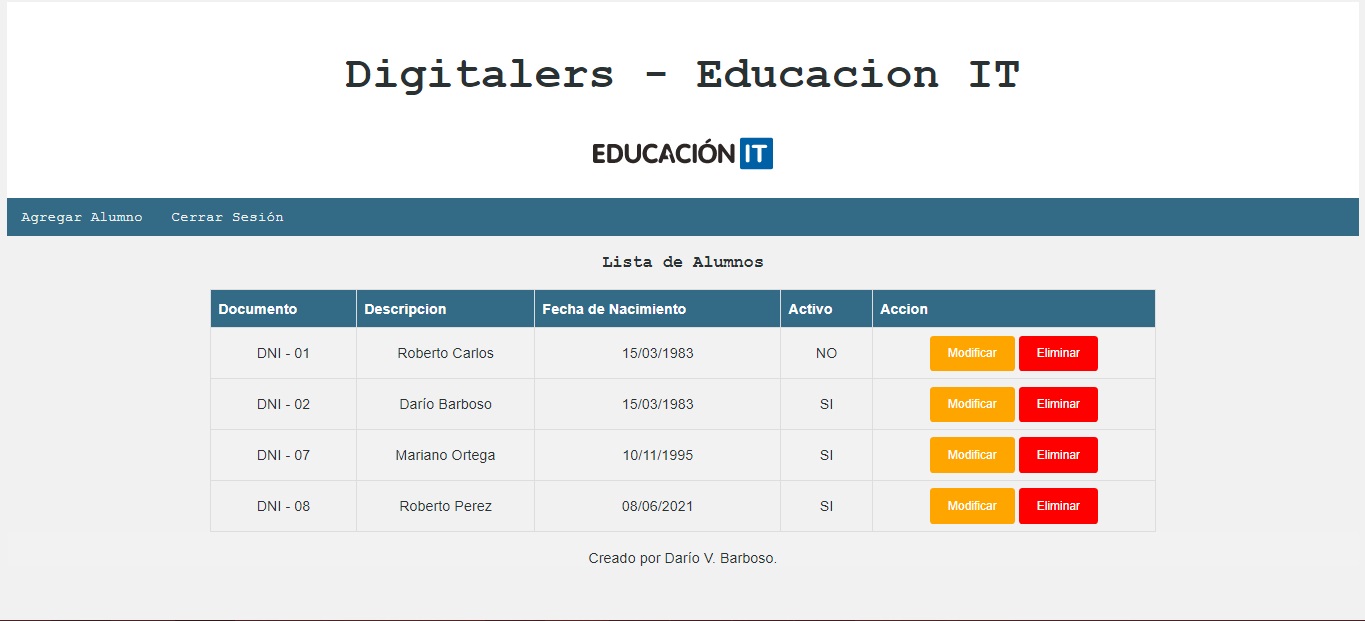 Digitalers - Educacion IT
EDUCACIÓN IT
Agregar Alumno Cerrar Sesión
Lista de Alumnos
Documento Descripcion Fecha de Nacimiento Activo Accion
DNI - 01 Roberto Carlos 15/03/1983 NO Modificar Eliminar
DNI - 02 Darío Barboso 15/03/1983 SI Modificar Eliminar
DNI - 07 Mariano Ortega 10/11/1995 SI Modificar Eliminar
DNI - 08 Roberto Perez 08/06/2021 SI Modificar Eliminar
Creado por Darío V. Barboso.